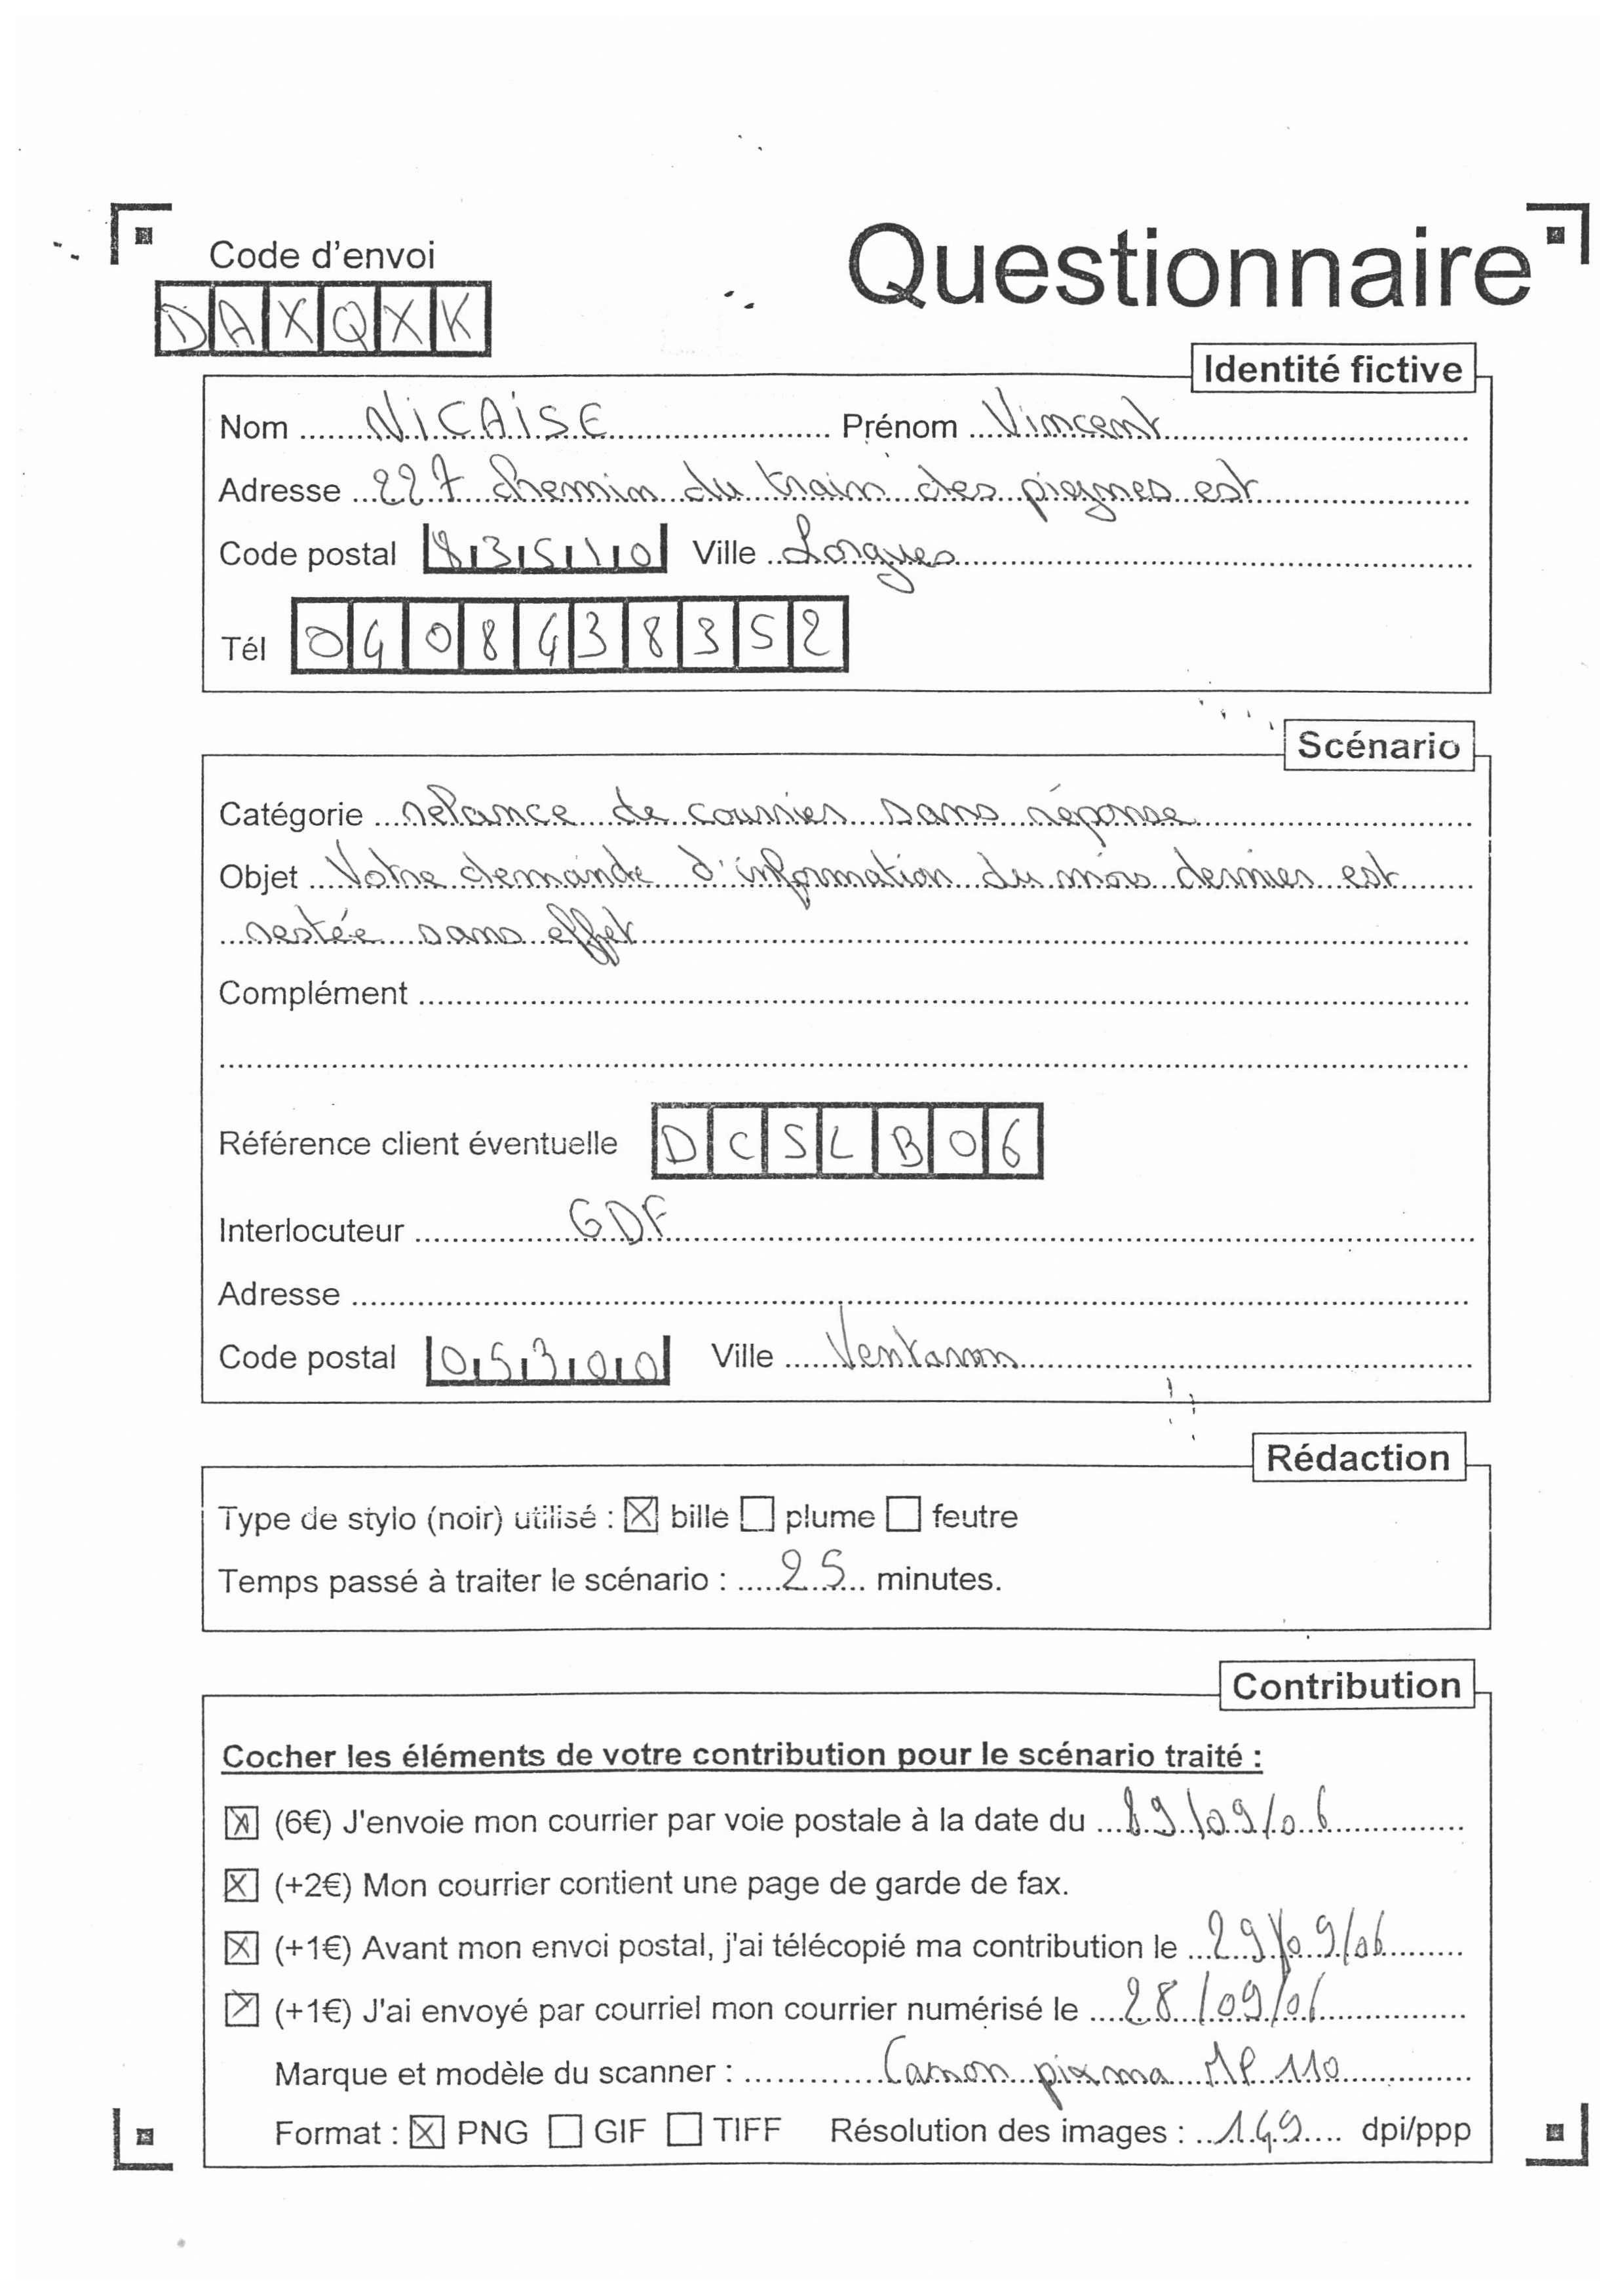 Questionnaire
Code d'envoi
DAXQXK
Identité fictive
Nom NICAISE Prénom Vincent
Adresse 227 chemin du train des pignes est
Code postal 83510 Ville Lorgues
Tél 0408438352
Scénario
Catégorie relance de courrier sans réponse
Objet Votre demande d'information du mois dernier est
restée sans effet
Complément
Référence client éventuelle DCSLB06
Interlocuteur GDF
Adresse
Code postal 05300 Ville Ventavon
Rédaction
Type de stylo (noir) utilisé : ☒ bille ☐ plume ☐ feutre
Temps passé à traiter le scénario : 25 minutes.
Contribution
Cocher les éléments de votre contribution pour le scénario traité :
☒ (6€) J'envoie mon courrier par voie postale à la date du /09/06
☒ (+2€) Mon courrier contient une page de garde de fax.
☒ (+1€) Avant mon envoi postal, j'ai télécopié ma contribution le 29/09/06
☒ (+1€) J'ai envoyé par courriel mon courrier numérisé le 28/09/06
Marque et modèle du scanner : Canon pixma MP 110
Format : ☒ PNG ☐ GIF ☐ TIFF Résolution des images : 149 dpi/ppp